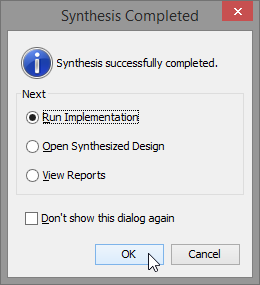 Synthesis Completed
Synthesis successfully completed.
Next
Run Implementation
Open Synthesized Design
View Reports
Don't show this dialog again
OK
Cancel